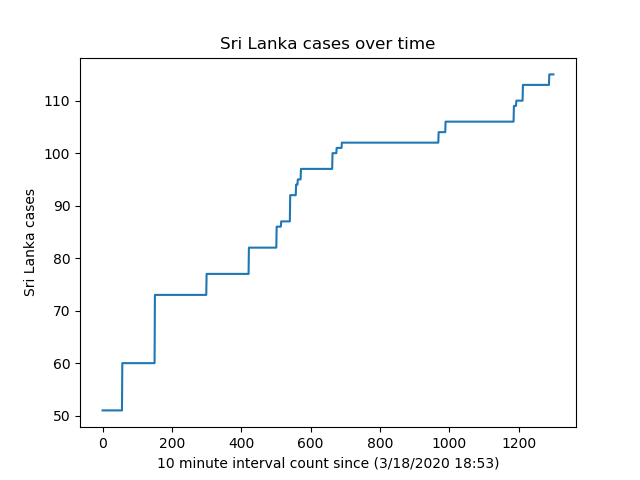 Sri Lanka cases over time
110
100
90
80
70
60
50
Sri Lanka cases
0 200 400 600 800 1000 1200
10 minute interval count since (3/18/2020 18:53)